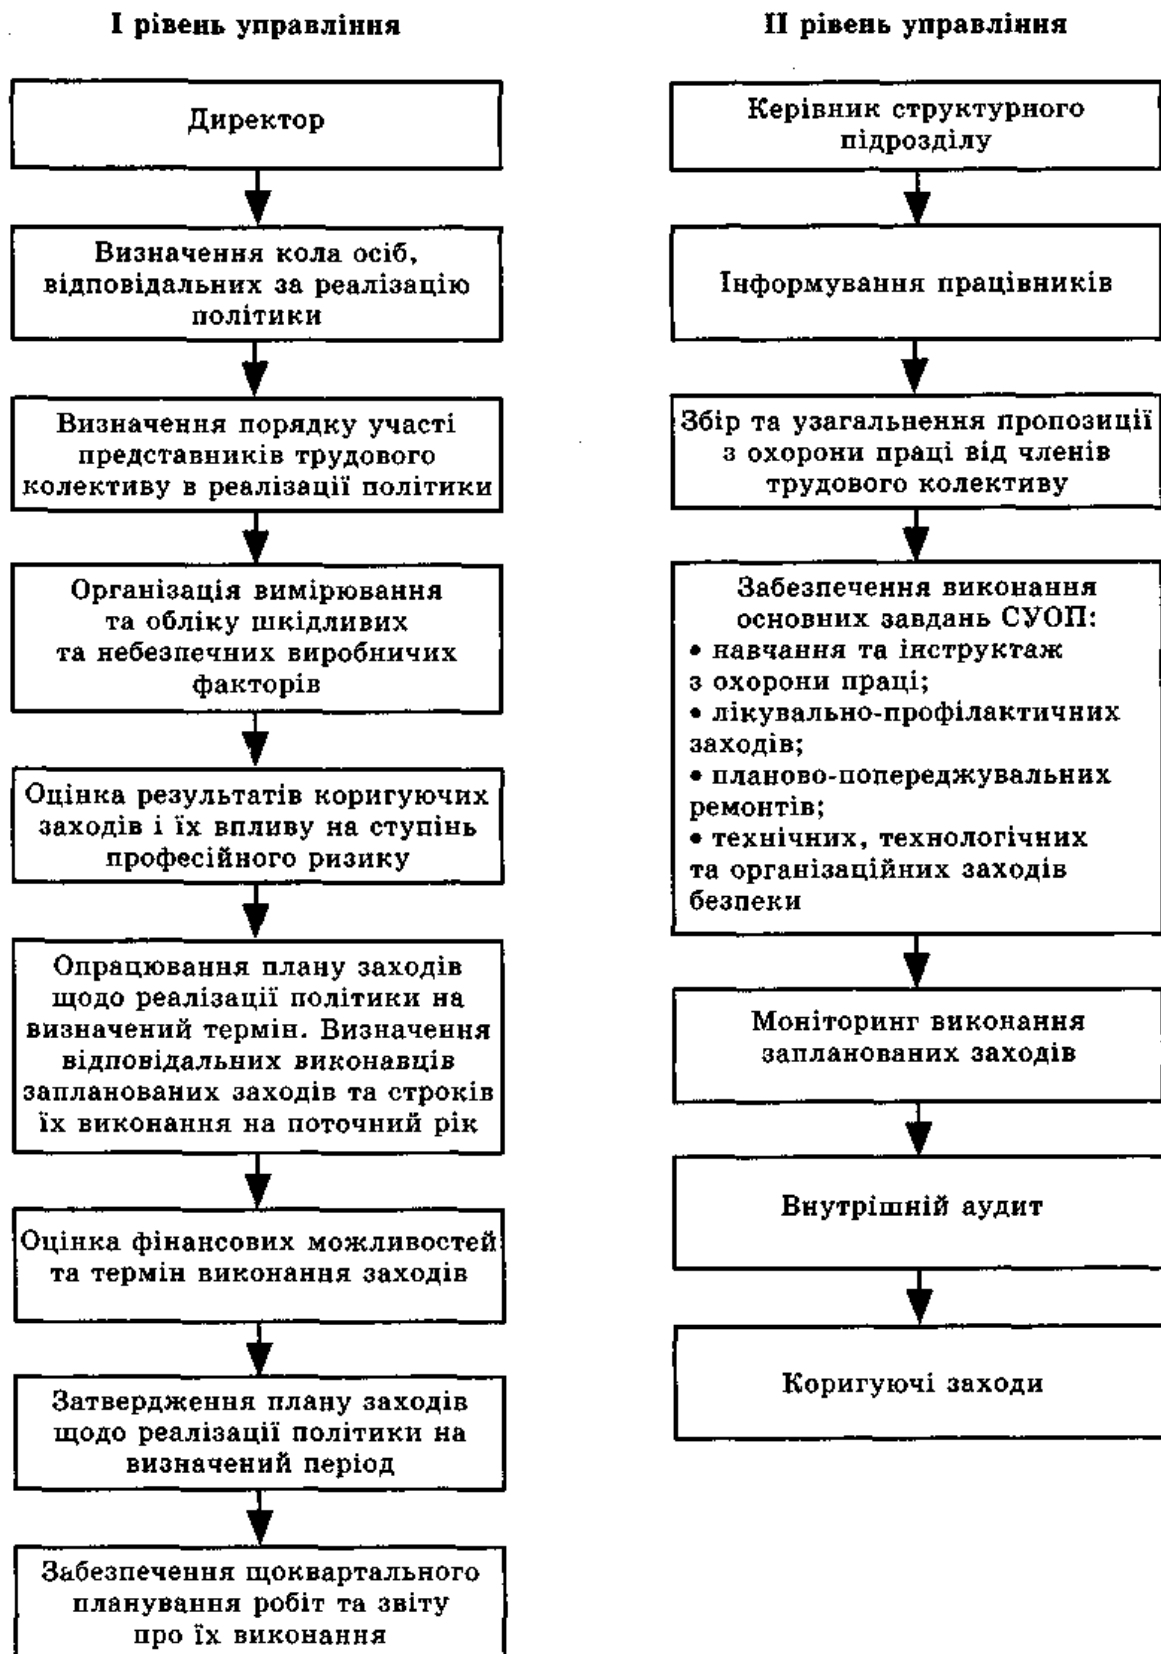 І рівень управління
Директор
Визначення кола осіб,
відповідальних за реалізацію
політики
Визначення порядку участі
представників трудового
колективу в реалізації політики
Організація вимірювання
та обліку шкідливих
та небезпечних виробничих
факторів
Оцінка результатів коригуючих
заходів і їх впливу на ступінь
професійного ризику
Опрацювання плану заходів
щодо реалізації політики на
визначений термін. Визначення
відповідальних виконавців
запланованих заходів та строків
їх виконання на поточний рік
Оцінка фінансових можливостей
та термін виконання заходів
Затвердження плану заходів
щодо реалізації політики на
визначений період
Забезпечення щоквартального
планування робіт та звіту
про їх виконання
ІІ рівень управління
Керівник структурного
підрозділу
Інформування працівників
Збір та узагальнення пропозиції
з охорони праці від членів
трудового колективу
Забезпечення виконання
основних завдань СУОП:
• навчання та інструктаж
з охорони праці;
• лікувально-профілактичних
заходів;
• планово-попереджувальних
ремонтів;
• технічних, технологічних
та організаційних заходів
безпеки
Моніторинг виконання
запланованих заходів
Внутрішній аудит
Коригуючі заходи